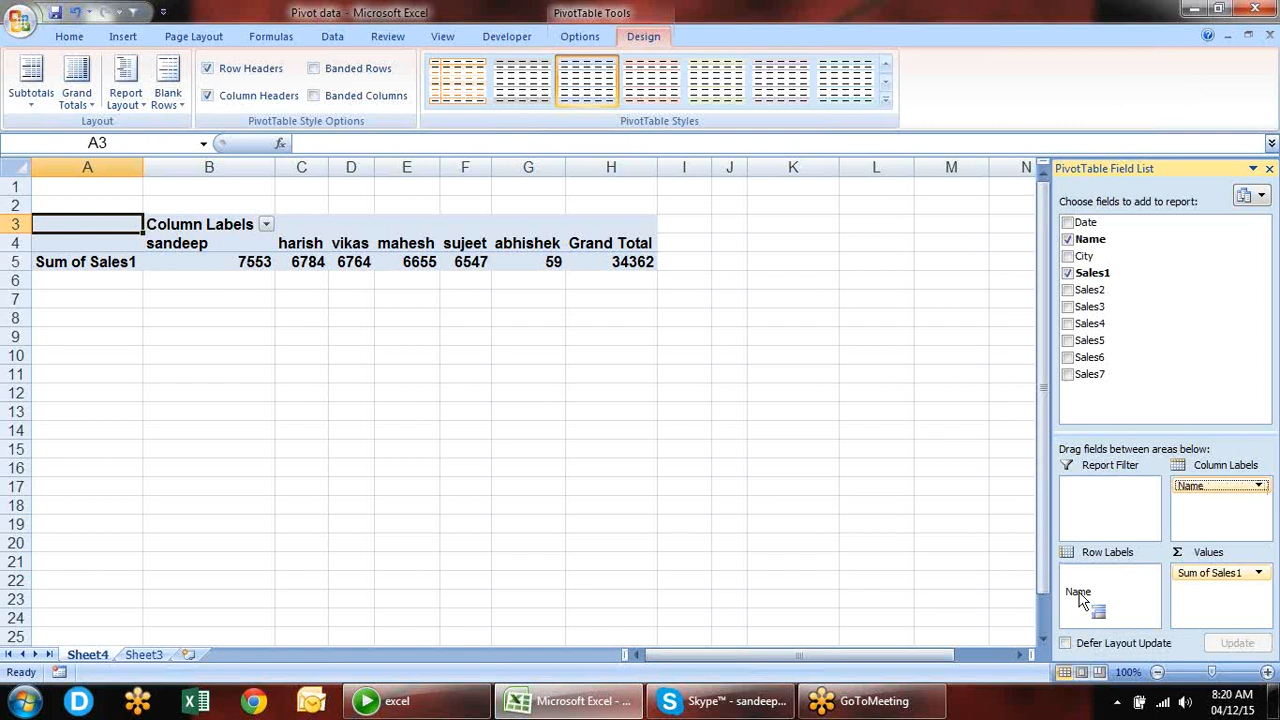 Pivot data - Microsoft Excel
PivotTable Tools
Home Insert Page Layout Formulas Data Review View Developer Options Design
Subtotals
Grand Totals
Report Layout
Blank Rows
Row Headers
Banded Rows
Column Headers
Banded Columns
Layout
PivotTable Style Options
PivotTable Styles
A3
fx
A B C D E F G H I J K L M N
1
2
3 Column Labels
4 sandeep harish vikas mahesh sujeet abhishek Grand Total
5 Sum of Sales1 7553 6784 6764 6655 6547 59 34362
6
7
8
9
10
11
12
13
14
15
16
17
18
19
20
21
22
23
24
25
PivotTable Field List
Choose fields to add to report:
Date
Name
City
Sales1
Sales2
Sales3
Sales4
Sales5
Sales6
Sales7
Drag fields between areas below:
Report Filter
Column Labels
Name
Row Labels
Σ Values
Name
Sum of Sales1
Defer Layout Update
Update
Sheet4 Sheet3
Ready
100%
D
excel
Microsoft Excel - ...
Skype™ - sandeep...
GoToMeeting
8:20 AM
04/12/15